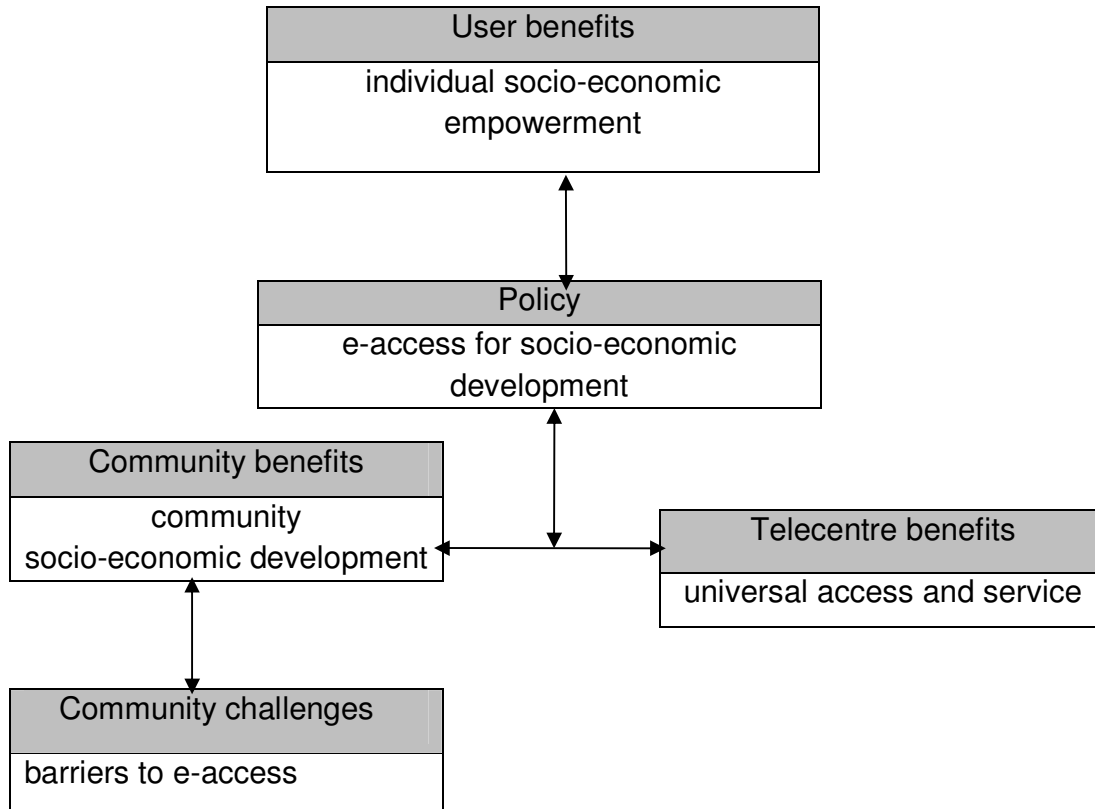 User benefits
individual socio-economic
empowerment
Policy
e-access for socio-economic
development
Community benefits
community
socio-economic development
Telecentre benefits
universal access and service
Community challenges
barriers to e-access